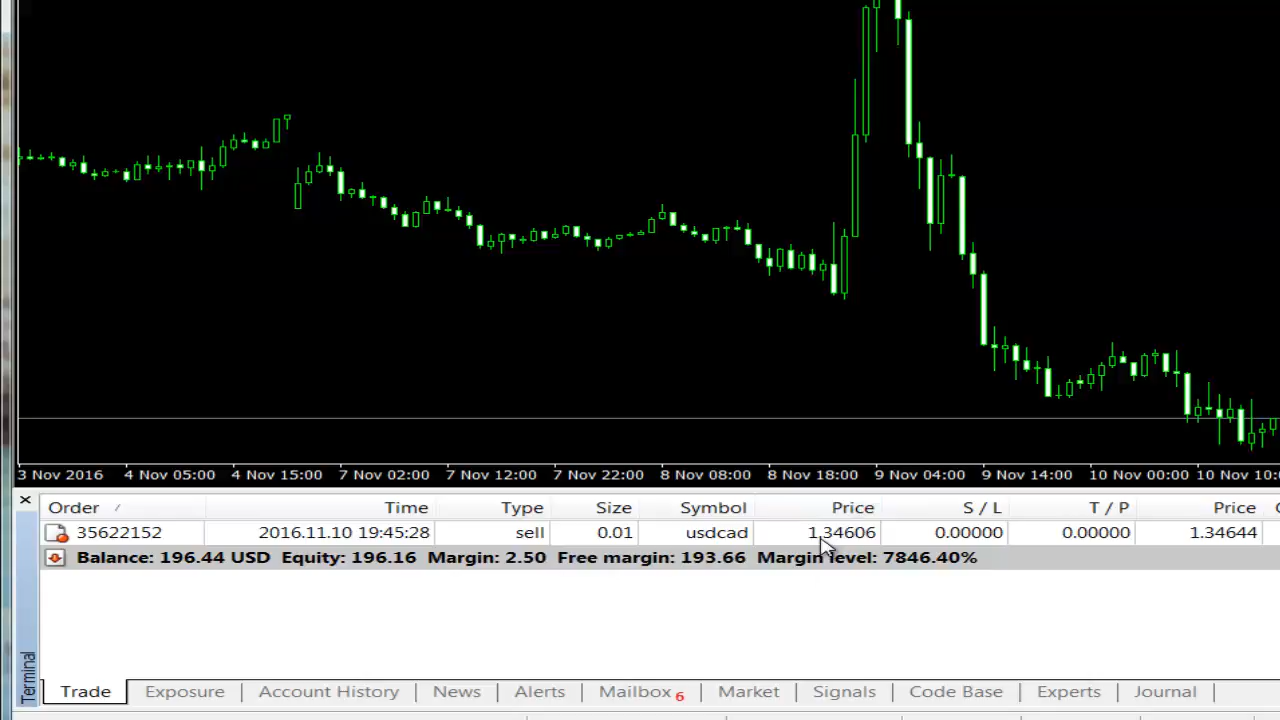 3 Nov 2016 4 Nov 05:00 4 Nov 15:00 7 Nov 02:00 7 Nov 12:00 7 Nov 22:00 8 Nov 08:00 8 Nov 18:00 9 Nov 04:00 9 Nov 14:00 10 Nov 00:00 10 Nov 10:
Order / Time Type Size Symbol Price S / L T / P Price
35622152 2016.11.10 19:45:28 sell 0.01 usdcad 1.34606 0.00000 0.00000 1.34644
Balance: 196.44 USD Equity: 196.16 Margin: 2.50 Free margin: 193.66 Margin level: 7846.40%
Terminal
Trade Exposure Account History News Alerts Mailbox 6 Market Signals Code Base Experts Journal